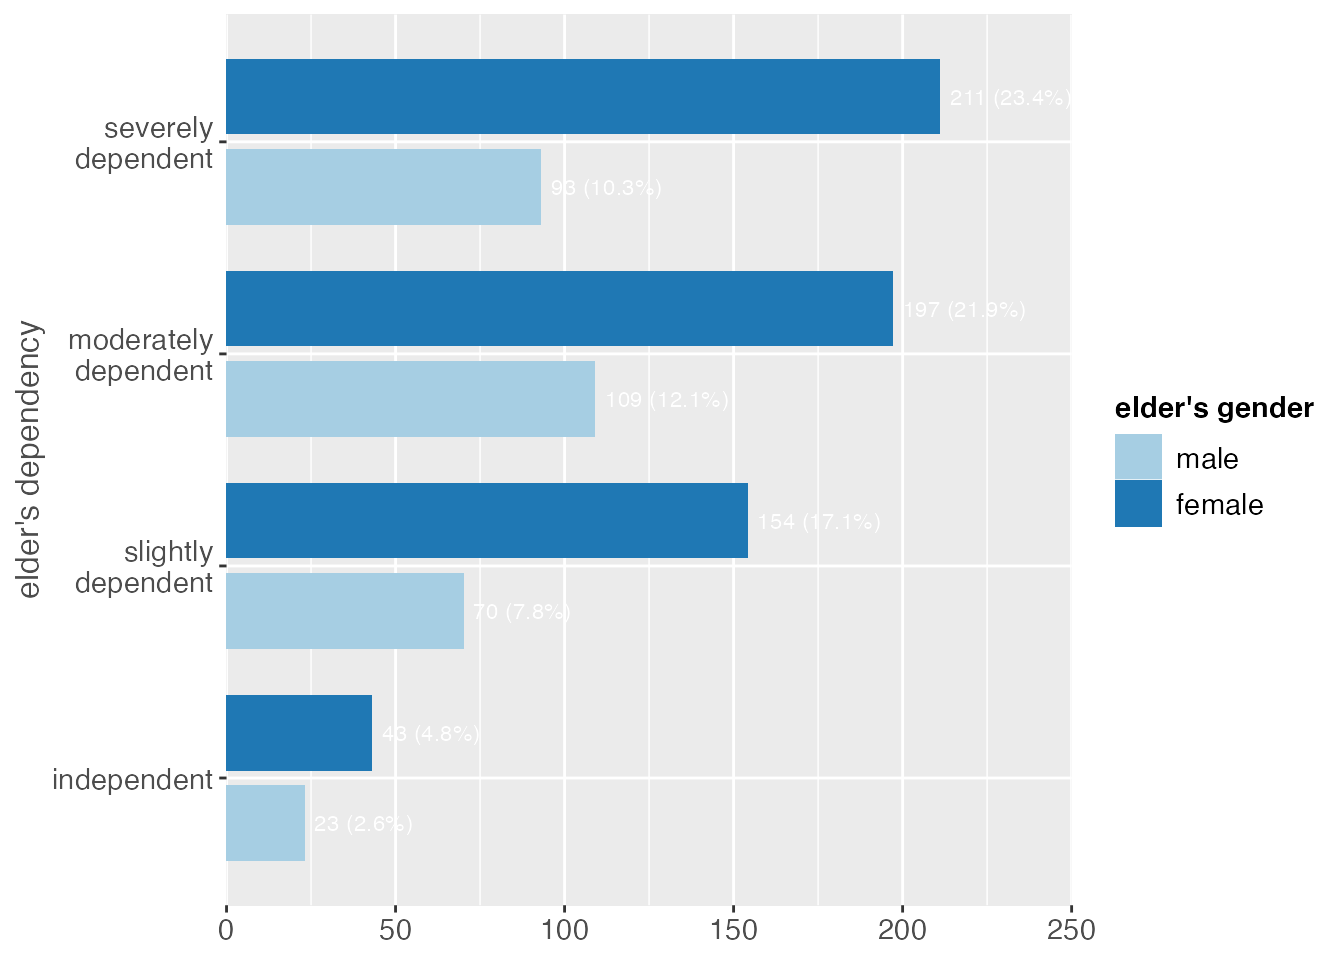 elder's dependency
211 (23.4%)
severely
dependent
93 (10.3%)
197 (21.9%)
moderately
dependent
109 (12.1%)
154 (17.1%)
slightly
dependent
70 (7.8%)
43 (4.8%)
independent
23 (2.6%)
0 50 100 150 200 250
elder's gender
male
female